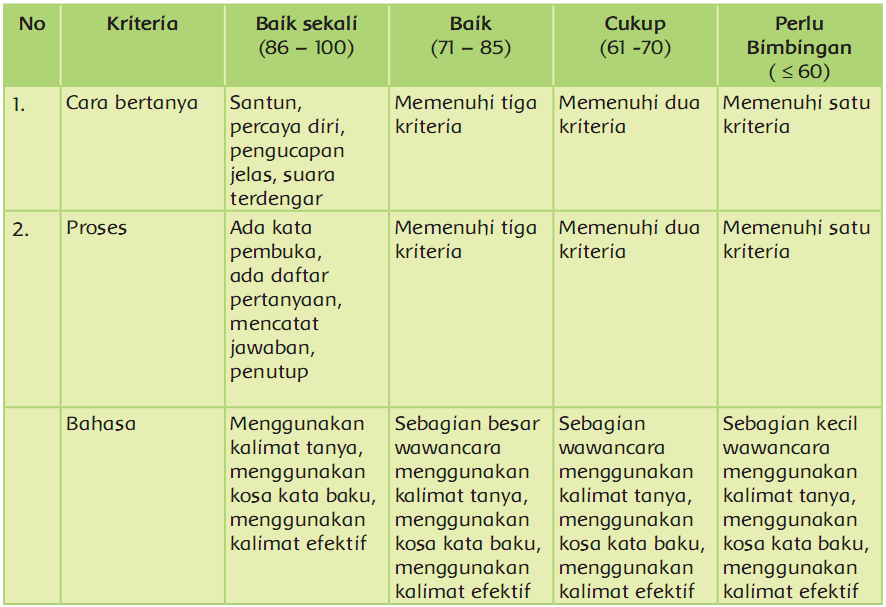 No
Kriteria
Baik sekali
(86 – 100)
Baik
(71 – 85)
Cukup
(61 -70)
Perlu
Bimbingan
( ≤ 60)
1.
Cara bertanya
Santun,
percaya diri,
pengucapan
jelas, suara
terdengar
Memenuhi tiga
kriteria
Memenuhi dua
kriteria
Memenuhi satu
kriteria
2.
Proses
Ada kata
pembuka,
ada daftar
pertanyaan,
mencatat
jawaban,
penutup
Memenuhi tiga
kriteria
Memenuhi dua
kriteria
Memenuhi satu
kriteria
Bahasa
Menggunakan
kalimat tanya,
menggunakan
kosa kata baku,
menggunakan
kalimat efektif
Sebagian besar
wawancara
menggunakan
kalimat tanya,
menggunakan
kosa kata baku,
menggunakan
kalimat efektif
Sebagian
wawancara
menggunakan
kalimat tanya,
menggunakan
kosa kata baku,
menggunakan
kalimat efektif
Sebagian kecil
wawancara
menggunakan
kalimat tanya,
menggunakan
kosa kata baku,
menggunakan
kalimat efektif